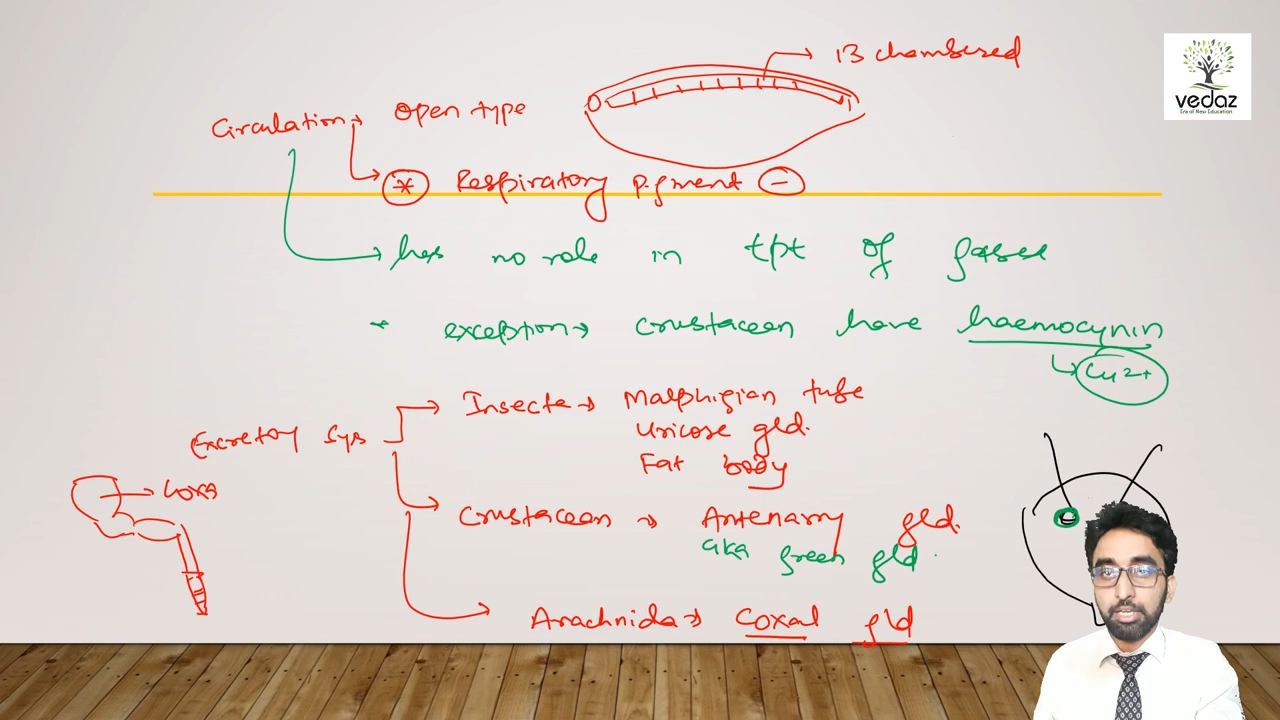 13 chambered
Circulation → open type
* Respiratory pigment -
vedaz
Era of New Education
has no role in tpt of gases
* exception → crustacean have haemocynin
Cu2+
Excretory sys
Insecta → Malphigian tube
Uricose gld.
Fat body
Coxa
Crustacean → Antenarry gld.
aka green gld.
Arachnida → coxal gld